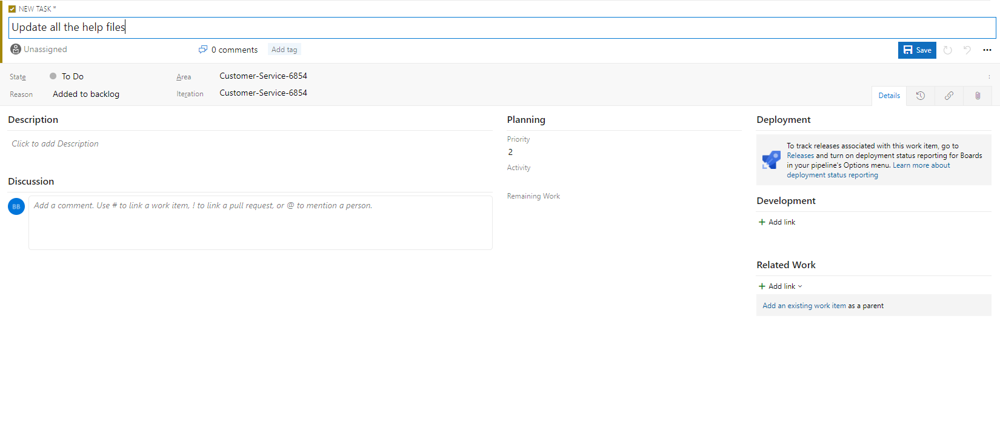 NEW TASK *
Update all the help files
Unassigned
0 comments
Add tag
Save
State
To Do
Area
Customer-Service-6854
Reason
Added to backlog
Iteration
Customer-Service-6854
Details
Description
Click to add Description
Discussion
BB
Add a comment. Use # to link a work item, ! to link a pull request, or @ to mention a person.
Planning
Priority
2
Activity
Remaining Work
Deployment
To track releases associated with this work item, go to
Releases and turn on deployment status reporting for Boards
in your pipeline's Options menu. Learn more about
deployment status reporting
Development
+ Add link
Related Work
+ Add link
Add an existing work item as a parent